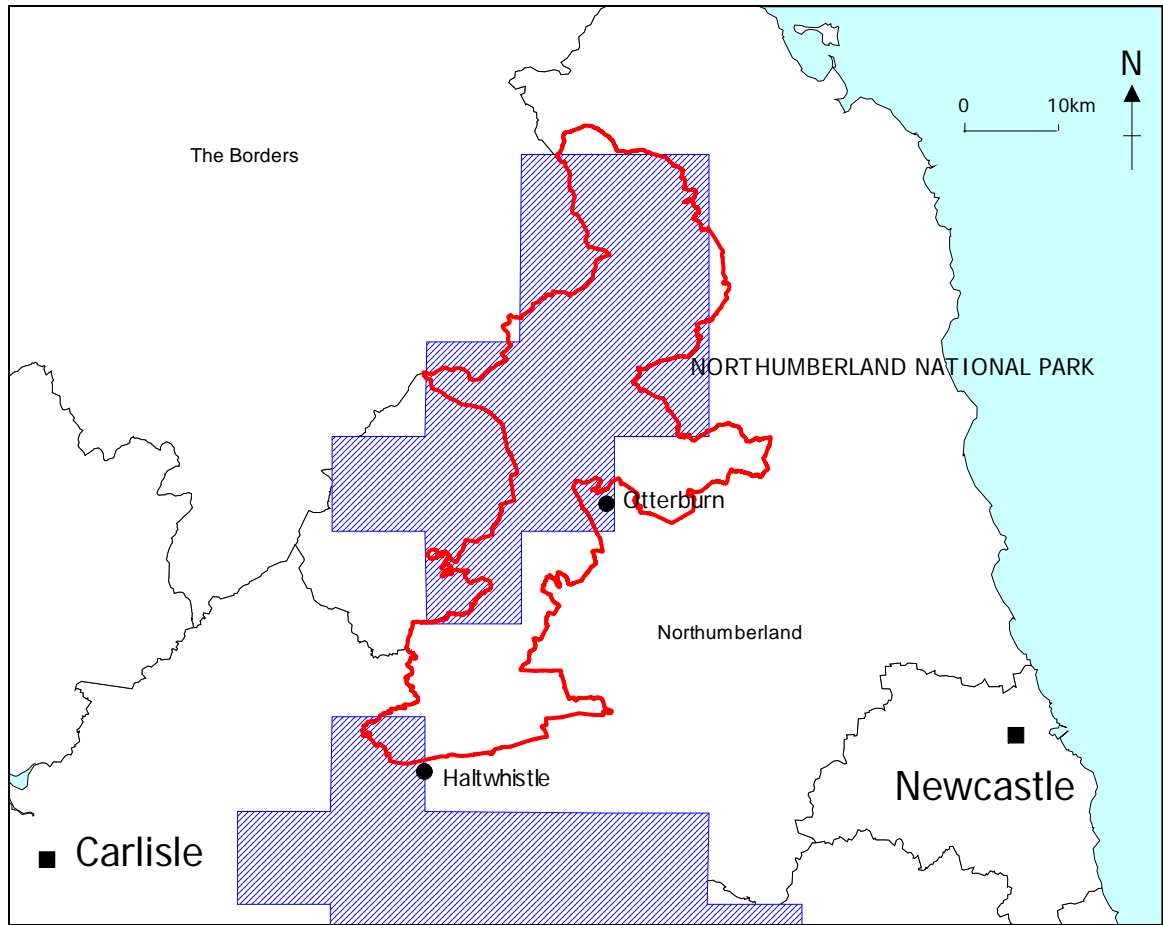 N
0 10km
The Borders
NORTHUMBERLAND NATIONAL PARK
Otterburn
Northumberland
Haltwhistle
Newcastle
Carlisle